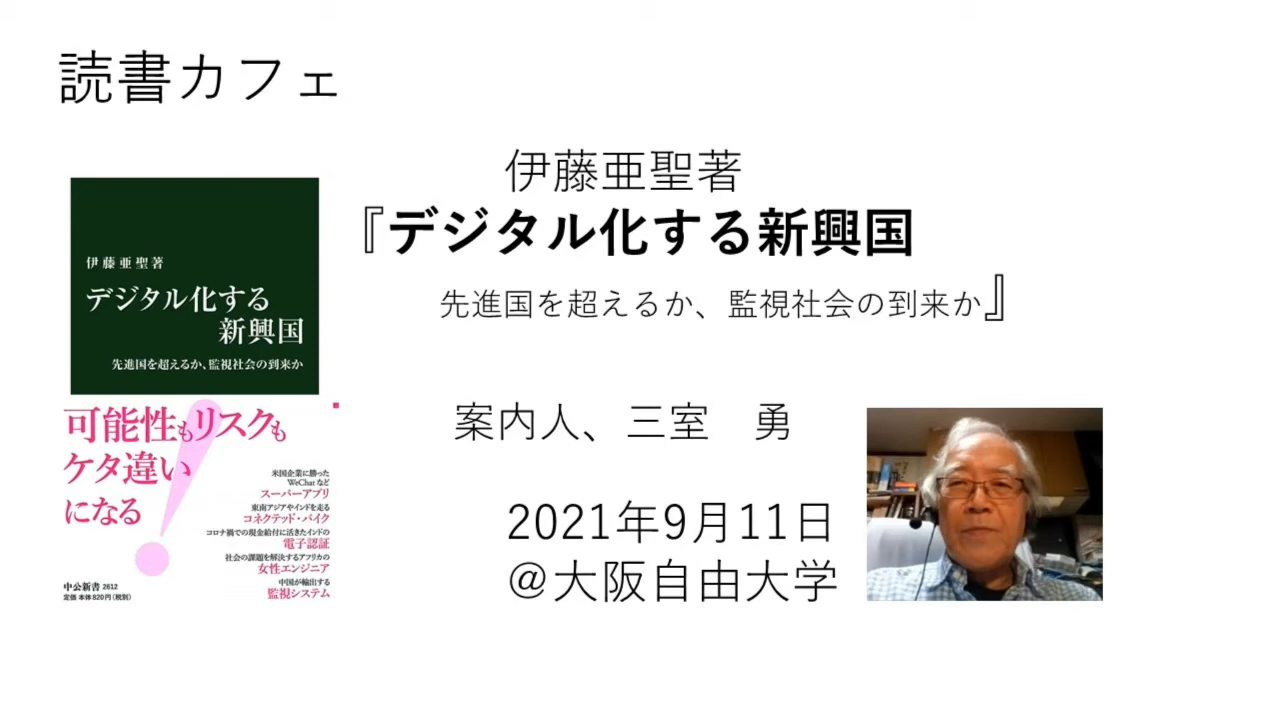 読書カフェ
伊藤亜聖著
『デジタル化する新興国
先進国を超えるか、監視社会の到来か』
案内人、三室　勇
2021年9月11日
@大阪自由大学
伊藤亜聖著
デジタル化する
新興国
先進国を超えるか、監視社会の到来か
可能性もリスクも
ケタ違い
になる
米国企業に勝った
WeChatなど
スーパーアプリ
東南アジアやインドを走る
コネクテッド・バイク
コロナ禍での現金給付に活きたインドの
電子認証
社会の課題を解決するアフリカの
女性エンジニア
中国が輸出する
監視システム
中公新書 2612
定価 本体820円(税別)